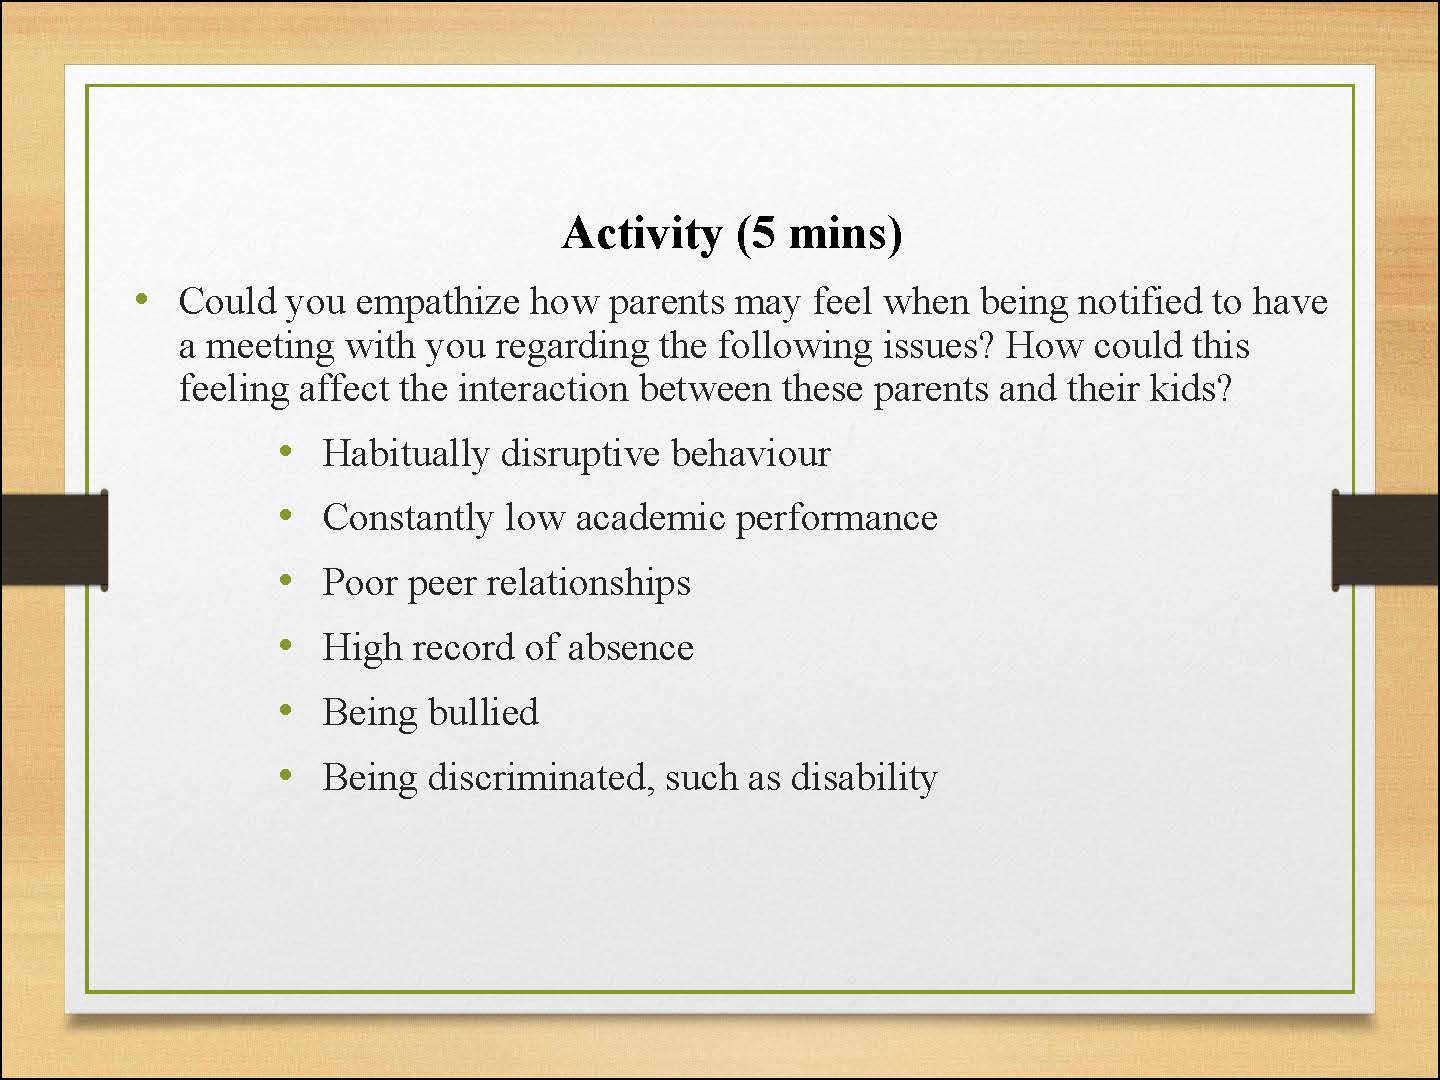 Activity (5 mins)
• Could you empathize how parents may feel when being notified to have
a meeting with you regarding the following issues? How could this
feeling affect the interaction between these parents and their kids?
• Habitually disruptive behaviour
• Constantly low academic performance
• Poor peer relationships
• High record of absence
• Being bullied
• Being discriminated, such as disability